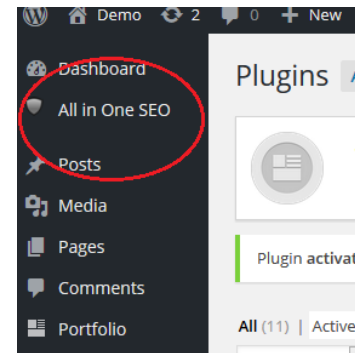 Demo 2 0 + New
Dashboard
All in One SEO
Posts
Media
Pages
Comments
Portfolio
Plugins
Plugin activat
All (11) | Active